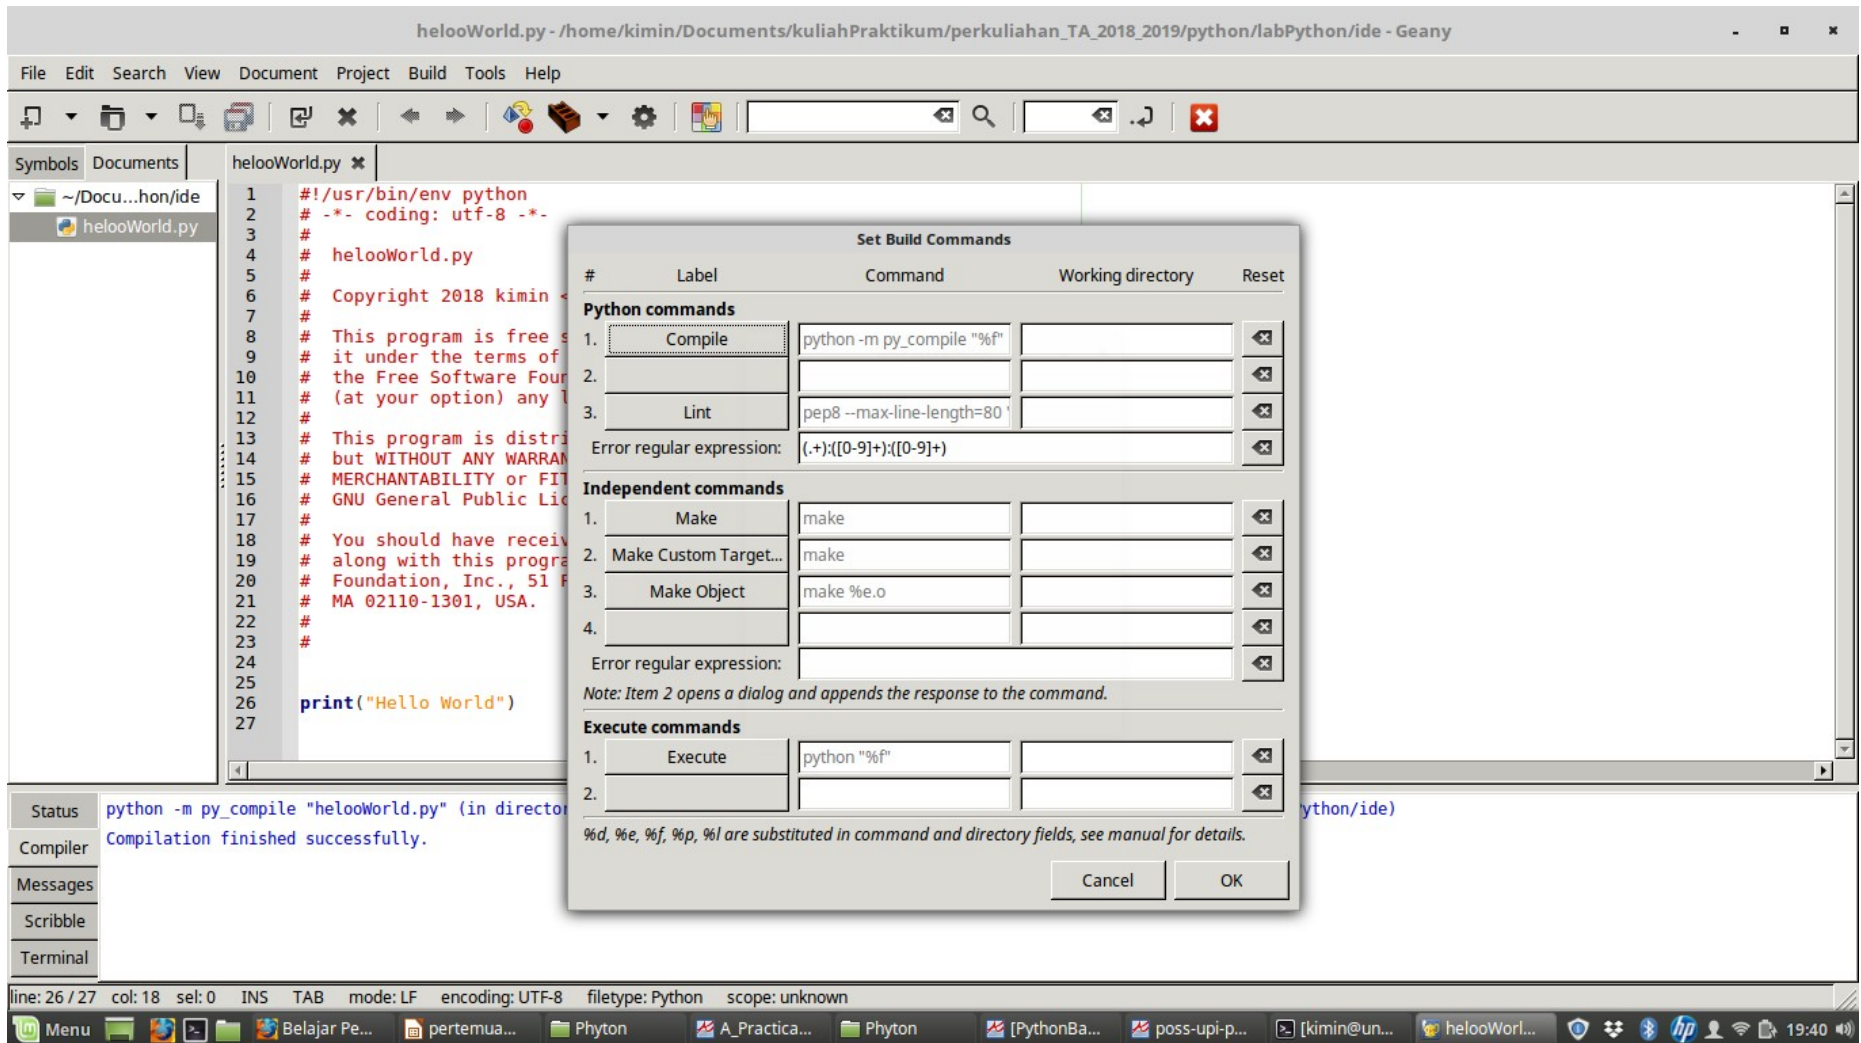 helooWorld.py - /home/kimin/Documents/kuliahPraktikum/perkuliahan_TA_2018_2019/python/labPython/ide - Geany
File Edit Search View Document Project Build Tools Help
Symbols Documents helooWorld.py
~/Docu...hon/ide
helooWorld.py
1 #!/usr/bin/env python
2 # -*- coding: utf-8 -*-
3 #
4 # helooWorld.py
5 #
6 # Copyright 2018 kimin <
7 #
8 # This program is free
9 # it under the terms of
10 # the Free Software
11 # (at your option) any
12 #
13 # This program is
14 # but WITHOUT ANY
15 # MERCHANTABILITY or
16 # GNU General Public
17 #
18 # You should have
19 # along with this
20 # Foundation, Inc., 51
21 # MA 02110-1301, USA.
22 #
23 #
24
25
26 print("Hello World")
27
Set Build Commands
# Label Command Working directory Reset
Python commands
1. Compile python -m py_compile "%f"
2.
3. Lint pep8 --max-line-length=80
Error regular expression: (.+):([0-9]+):([0-9]+)
Independent commands
1. Make make
2. Make Custom Target... make
3. Make Object make %e.o
4.
Error regular expression:
Note: Item 2 opens a dialog and appends the response to the command.
Execute commands
1. Execute python "%f"
2.
%d, %e, %f, %p, %l are substituted in command and directory fields, see manual for details.
Cancel OK
Status
Compiler
Messages
Scribble
Terminal
python -m py_compile "helooWorld.py" (in ython/ide)
Compilation finished successfully.
line: 26 / 27 col: 18 sel: 0 INS TAB mode: LF encoding: UTF-8 filetype: Python scope: unknown
Menu Belajar Pe... pertemua... Phyton A_Practica... Phyton [PythonBa... poss-upi-p... [kimin@un... helooWorl... hp 19:40